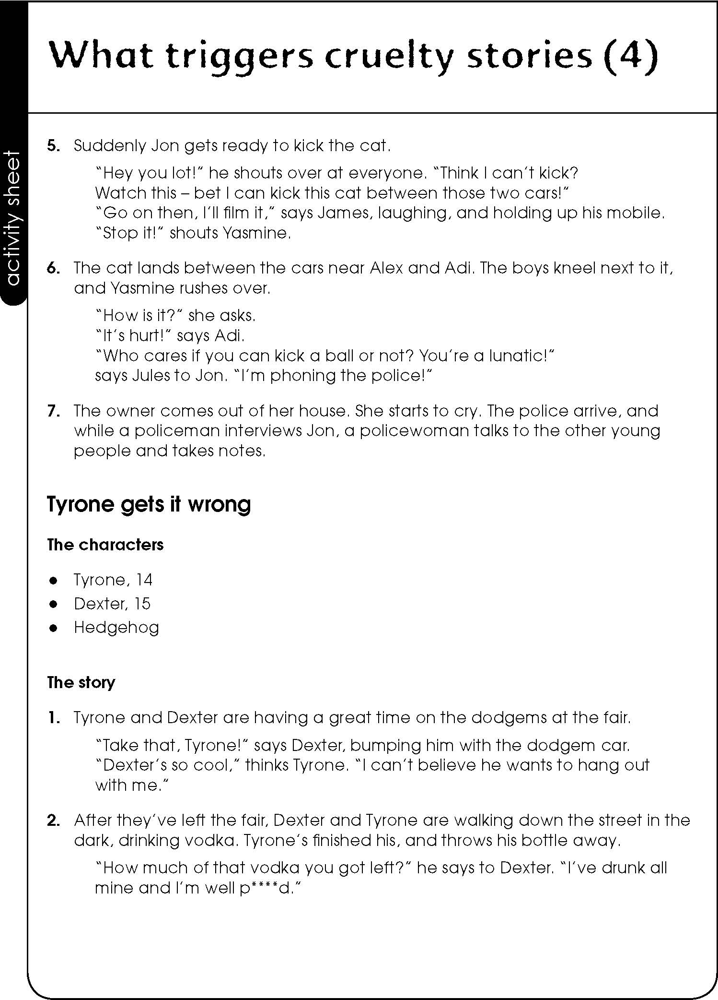 What triggers cruelty stories (4)
activity sheet
5. Suddenly Jon gets ready to kick the cat.
“Hey you lot!” he shouts over at everyone. “Think I can’t kick?
Watch this – bet I can kick this cat between those two cars!”
“Go on then, I’ll film it,” says James, laughing, and holding up his mobile.
“Stop it!” shouts Yasmine.
6. The cat lands between the cars near Alex and Adi. The boys kneel next to it,
and Yasmine rushes over.
“How is it?” she asks.
“It’s hurt!” says Adi.
“Who cares if you can kick a ball or not? You’re a lunatic!”
says Jules to Jon. “I’m phoning the police!”
7. The owner comes out of her house. She starts to cry. The police arrive, and
while a policeman interviews Jon, a policewoman talks to the other young
people and takes notes.
Tyrone gets it wrong
The characters
● Tyrone, 14
● Dexter, 15
● Hedgehog
The story
1. Tyrone and Dexter are having a great time on the dodgems at the fair.
“Take that, Tyrone!” says Dexter, bumping him with the dodgem car.
“Dexter’s so cool,” thinks Tyrone. “I can’t believe he wants to hang out
with me.”
2. After they’ve left the fair, Dexter and Tyrone are walking down the street in the
dark, drinking vodka. Tyrone’s finished his, and throws his bottle away.
“How much of that vodka you got left?” he says to Dexter. “I’ve drunk all
mine and I’m well p****d.”